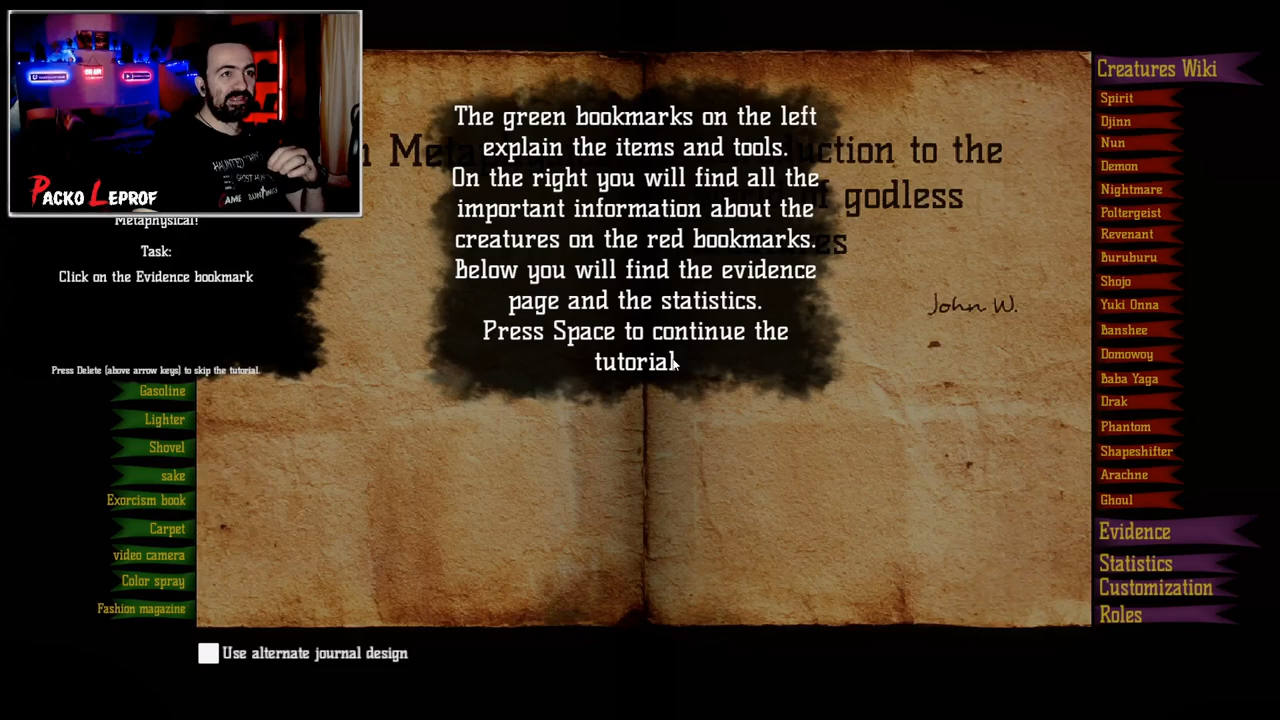 PACKO LEPROF
HAUNTED
GHOST HUNT
GAME HUNTING
Metaphysical!
Task:
Click on the Evidence bookmark
Press Delete (above arrow keys) to skip the tutorial.
Gasoline
Lighter
Shovel
sake
Exorcism book
Carpet
video camera
Color spray
Fashion magazine
The green bookmarks on the left
explain the items and tools.
On the right you will find all the
important information about the
creatures on the red bookmarks.
Below you will find the evidence
page and the statistics.
Press Space to continue the
tutorial
to the
godless
John W.
Creatures Wiki
Spirit
Djinn
Nun
Demon
Nightmare
Poltergeist
Revenant
Buruburu
Shojo
Yuki Onna
Banshee
Domowoy
Baba Yaga
Drak
Phantom
Shapeshifter
Arachne
Ghoul
Evidence
Statistics
Customization
Roles
Use alternate journal design